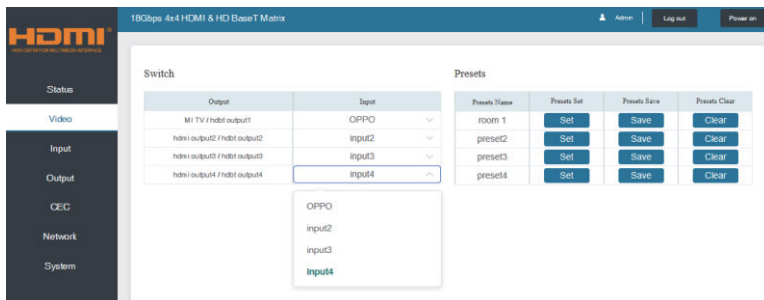 18Gbps 4x4 HDMI & HD BaseT Matrix
Admin
Log out
Power on
HDMI
HIGH-DEFINITION MULTIMEDIA INTERFACE
Status
Video
Input
Output
CEC
Network
System
Switch
Output Input
MI TV / hdbt output1 OPPO
hdmi output2 / hdbt output2 input2
hdmi output3 / hdbt output3 input3
hdmi output4 / hdbt output4 input4
OPPO
input2
input3
input4
Presets
Presets Name Presets Set Presets Save Presets Clear
room 1 Set Save Clear
preset2 Set Save Clear
preset3 Set Save Clear
preset4 Set Save Clear